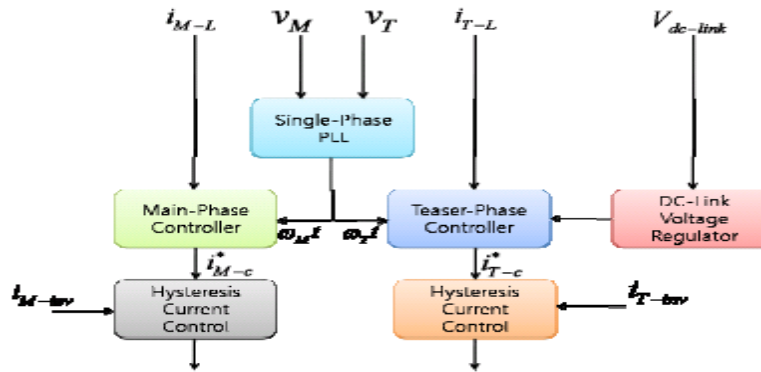 i_{M-L} v_M v_T i_{T-L} V_{dc-link}
Single-Phase
PLL
Main-Phase
Controller
ω_M t ω_T t
Teaser-Phase
Controller
DC-Link
Voltage
Regulator
i*_{M-c} i*_{T-c}
i_{M-inv}
Hysteresis
Current
Control
Hysteresis
Current
Control
i_{T-inv}